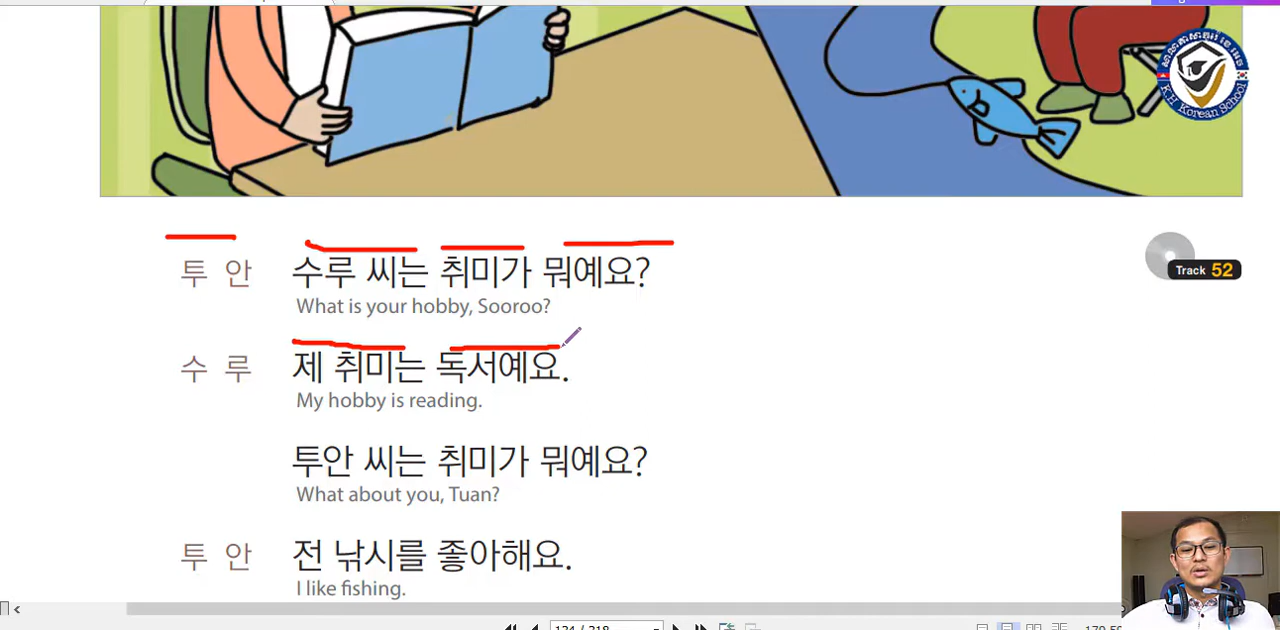 K.H Korean School
투 안 수루 씨는 취미가 뭐예요?
What is your hobby, Sooroo?
Track 52
수 루 제 취미는 독서예요.
My hobby is reading.
투안 씨는 취미가 뭐예요?
What about you, Tuan?
투 안 전 낚시를 좋아해요.
I like fishing.